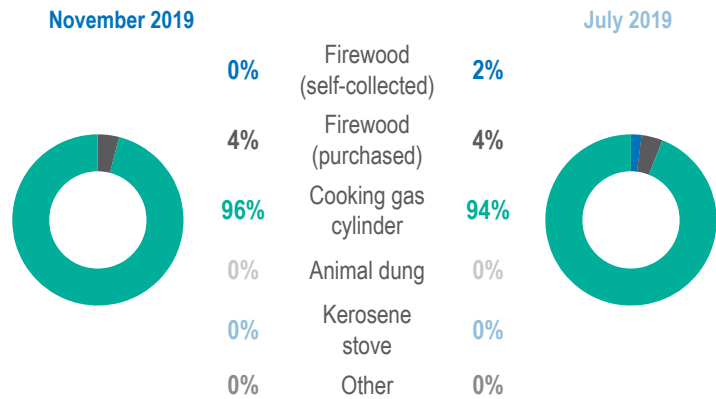 November 2019
July 2019
0%
Firewood
(self-collected)
2%
4%
Firewood
(purchased)
4%
96%
Cooking gas
cylinder
94%
0%
Animal dung
0%
0%
Kerosene
stove
0%
0%
Other
0%